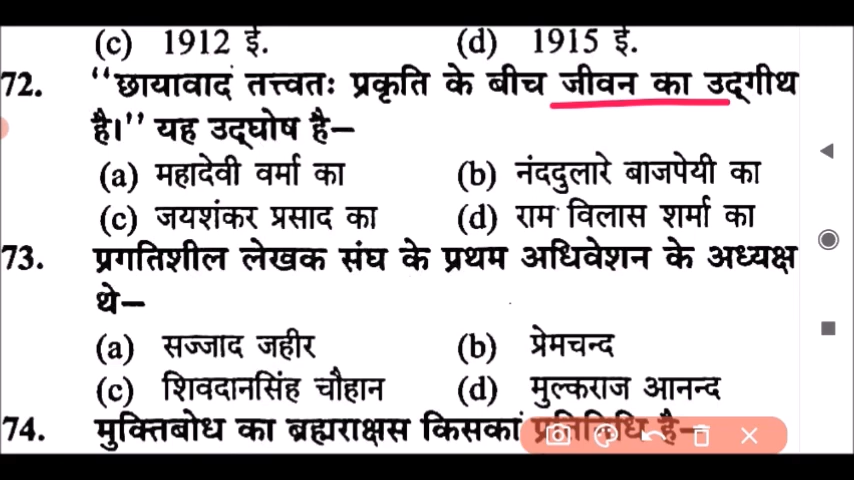 (c) 1912 ई. (d) 1915 ई.
72. “छायावाद तत्त्वतः प्रकृति के बीच जीवन का उद्‌गीथ
है।” यह उद्‌घोष है–
(a) महादेवी वर्मा का (b) नंददुलारे बाजपेयी का
(c) जयशंकर प्रसाद का (d) राम विलास शर्मा का
73. प्रगतिशील लेखक संघ के प्रथम अधिवेशन के अध्यक्ष
थे–
(a) सज्जाद जहीर (b) प्रेमचन्द
(c) शिवदानसिंह चौहान (d) मुल्कराज आनन्द
74. मुक्तिबोध का ब्रह्मराक्षस किसकां प्रतिनिधि है–